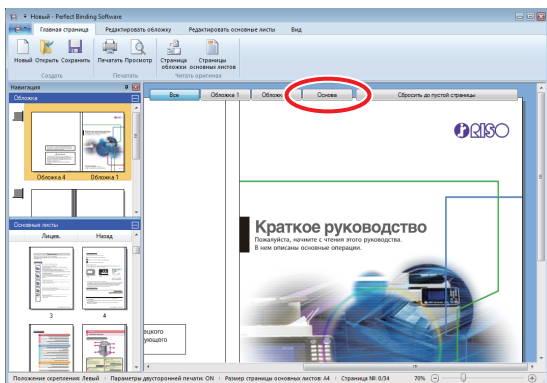 Новый - Perfect Binding Software
Главная страница Редактировать обложку Редактировать основные листы Вид
Новый Открыть Сохранить Печатать Просмотр Страница обложки Страницы основных листов
Создать Печатать Читать оригинал
Навигация
Обложка
Обложка 4 Обложка 1
Основные листы
Лицев. Назад
3 4
Все Обложка 1 Обложк Основа Сбросить до пустой страницы
RISO
Краткое руководство
Пожалуйста, начните с чтения этого руководства.
В нем описаны основные операции.
ецкого
ующего
Положение скрепления: Левый Параметры двусторонней печати: ON Размер страницы основных листов: A4 Страница №: 0/34 70%